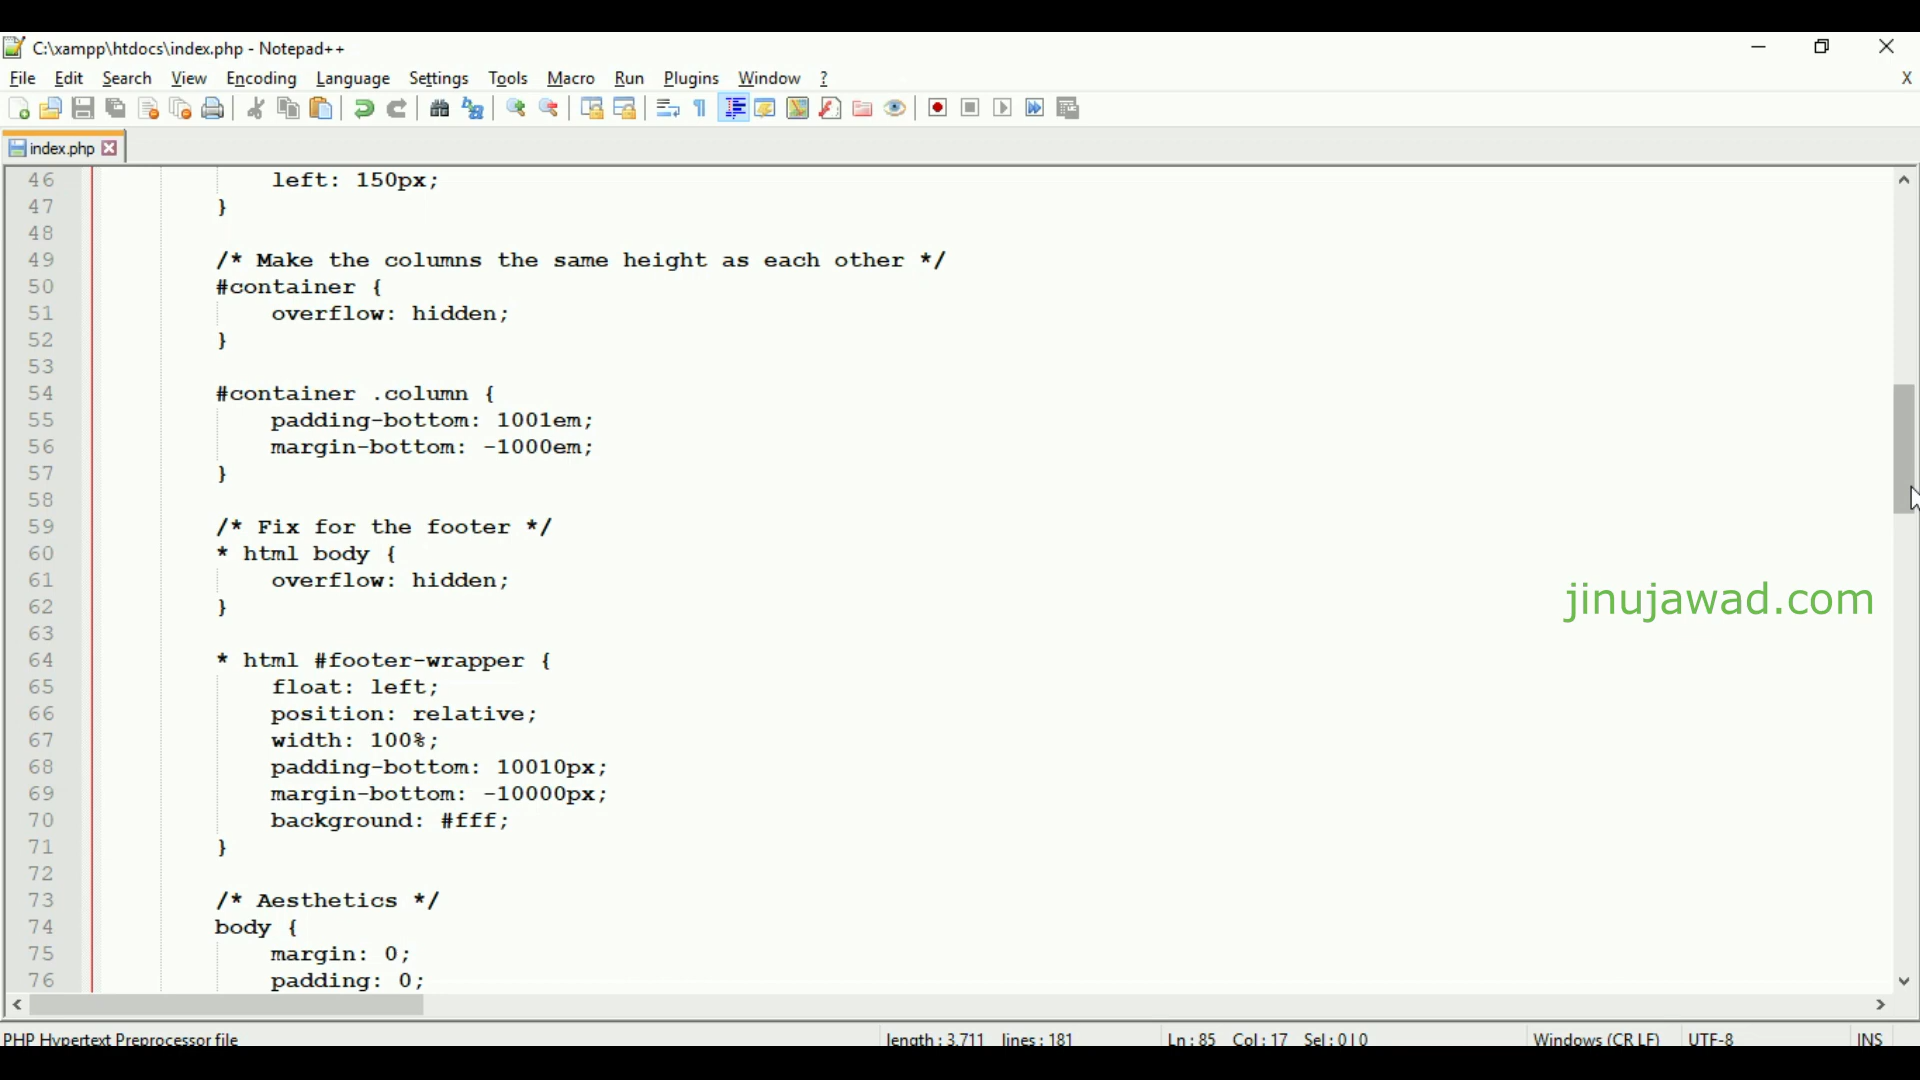 C:\xampp\htdocs\index.php - Notepad++
File Edit Search View Encoding Language Settings Tools Macro Run Plugins Window ? X
index.php
46 left: 150px;
47 }
48
49 /* Make the columns the same height as each other */
50 #container {
51 overflow: hidden;
52 }
53
54 #container .column {
55 padding-bottom: 1001em;
56 margin-bottom: -1000em;
57 }
58
59 /* Fix for the footer */
60 * html body {
61 overflow: hidden;
62 }
63
64 * html #footer-wrapper {
65 float: left;
66 position: relative;
67 width: 100%;
68 padding-bottom: 10010px;
69 margin-bottom: -10000px;
70 background: #fff;
71 }
72
73 /* Aesthetics */
74 body {
75 margin: 0;
76 padding: 0;
jinujawad.com
PHP Hypertext Preprocessor file length : 3,711 lines : 181 Ln : 85 Col : 17 Sel : 0 | 0 Windows (CR LF) UTF-8 INS